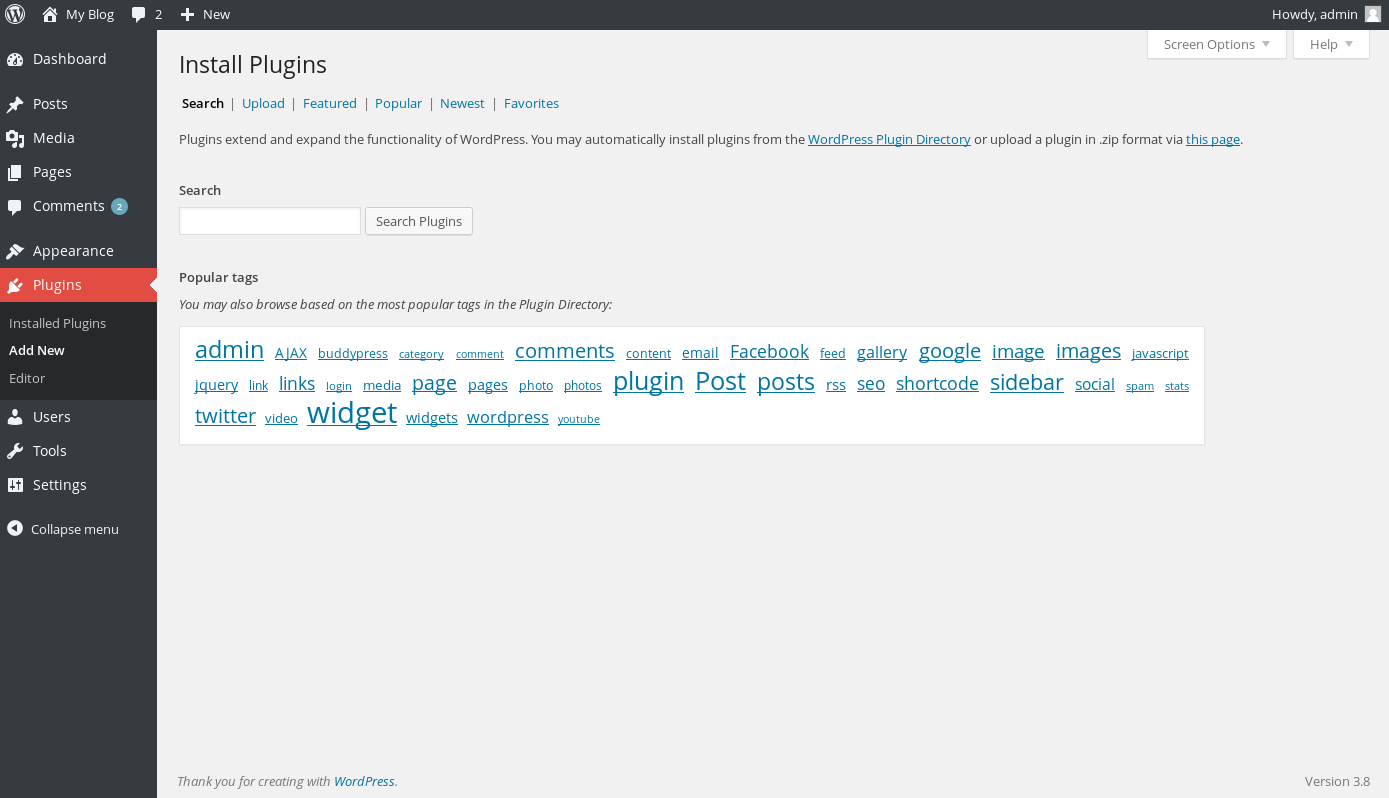 My Blog 2 New Howdy, admin
Screen Options Help
Install Plugins
Search | Upload | Featured | Popular | Newest | Favorites
Plugins extend and expand the functionality of WordPress. You may automatically install plugins from the WordPress Plugin Directory or upload a plugin in .zip format via this page.
Search
Search Plugins
Popular tags
You may also browse based on the most popular tags in the Plugin Directory:
admin AJAX buddypress category comment comments content email Facebook feed gallery google image images javascript
jquery link links login media page pages photo photos plugin Post posts rss seo shortcode sidebar social spam stats
twitter video widget widgets wordpress youtube
Dashboard
Posts
Media
Pages
Comments 2
Appearance
Plugins
Installed Plugins
Add New
Editor
Users
Tools
Settings
Collapse menu
Thank you for creating with WordPress.
Version 3.8